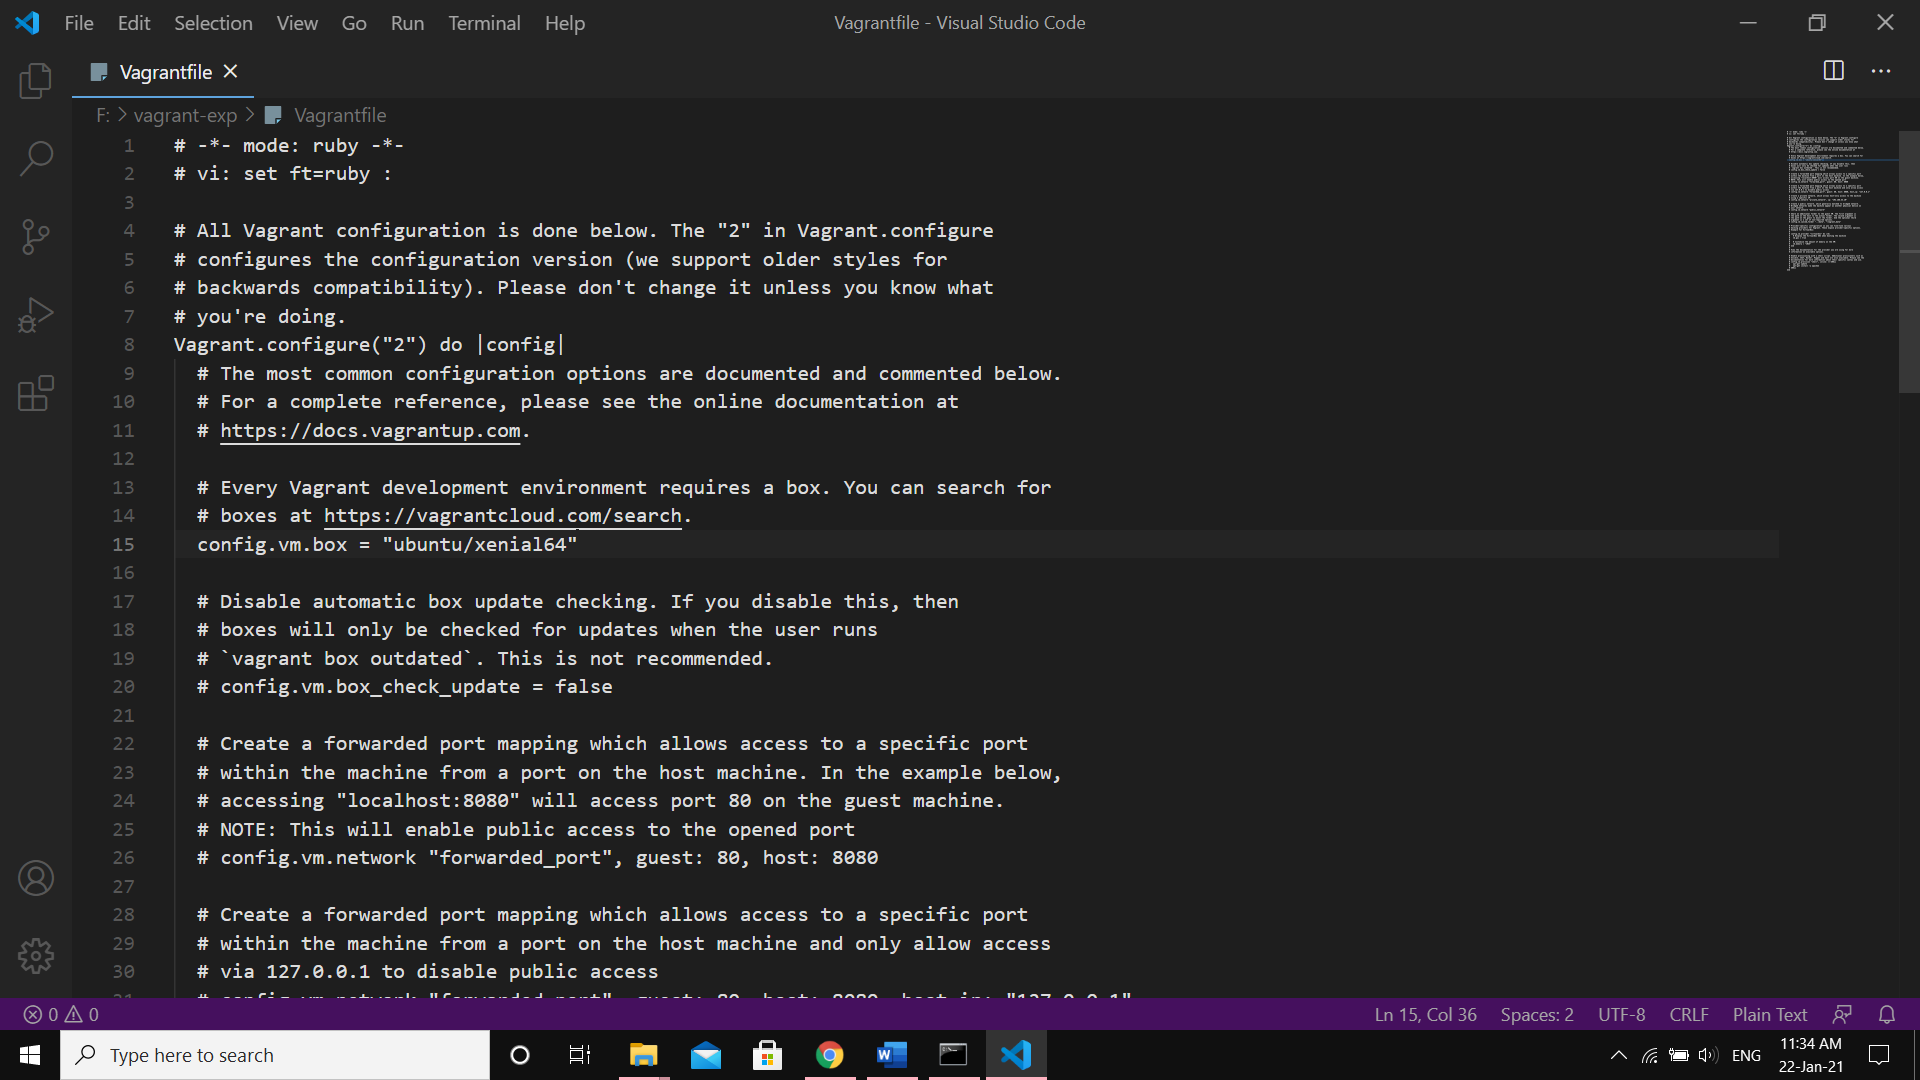 File Edit Selection View Go Run Terminal Help Vagrantfile - Visual Studio Code
Vagrantfile
F: > vagrant-exp > Vagrantfile
1 # -*- mode: ruby -*-
2 # vi: set ft=ruby :
3
4 # All Vagrant configuration is done below. The "2" in Vagrant.configure
5 # configures the configuration version (we support older styles for
6 # backwards compatibility). Please don't change it unless you know what
7 # you're doing.
8 Vagrant.configure("2") do |config|
9 # The most common configuration options are documented and commented below.
10 # For a complete reference, please see the online documentation at
11 # https://docs.vagrantup.com.
12
13 # Every Vagrant development environment requires a box. You can search for
14 # boxes at https://vagrantcloud.com/search.
15 config.vm.box = "ubuntu/xenial64"
16
17 # Disable automatic box update checking. If you disable this, then
18 # boxes will only be checked for updates when the user runs
19 # `vagrant box outdated`. This is not recommended.
20 # config.vm.box_check_update = false
21
22 # Create a forwarded port mapping which allows access to a specific port
23 # within the machine from a port on the host machine. In the example below,
24 # accessing "localhost:8080" will access port 80 on the guest machine.
25 # NOTE: This will enable public access to the opened port
26 # config.vm.network "forwarded_port", guest: 80, host: 8080
27
28 # Create a forwarded port mapping which allows access to a specific port
29 # within the machine from a port on the host machine and only allow access
30 # via 127.0.0.1 to disable public access
31 # config.vm.network "forwarded_port", guest: 80, host: 8080, host_ip: "127.0.0.1"
0 0 Ln 15, Col 36 Spaces: 2 UTF-8 CRLF Plain Text
Type here to search ENG 11:34 AM
22-Jan-21